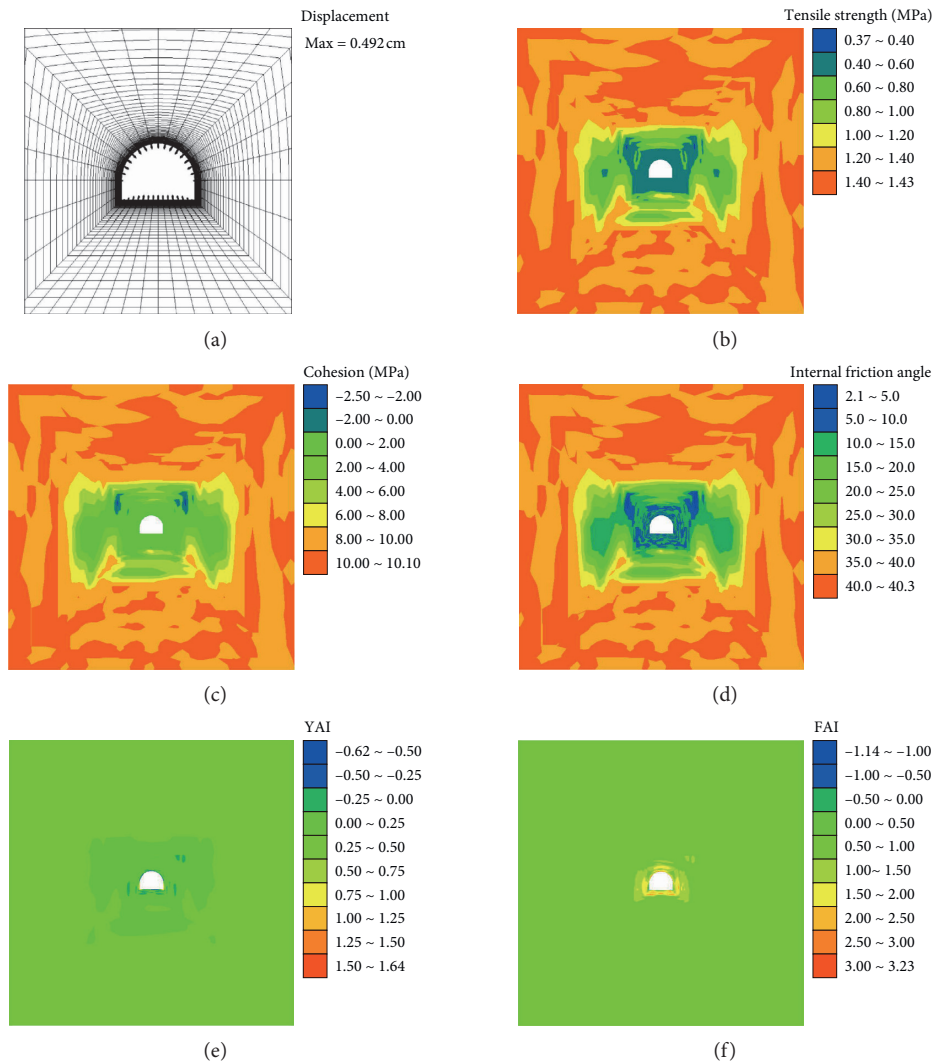 Displacement
Max = 0.492 cm
(a)
Tensile strength (MPa)
0.37 ~ 0.40
0.40 ~ 0.60
0.60 ~ 0.80
0.80 ~ 1.00
1.00 ~ 1.20
1.20 ~ 1.40
1.40 ~ 1.43
(b)
Cohesion (MPa)
–2.50 ~ –2.00
–2.00 ~ 0.00
0.00 ~ 2.00
2.00 ~ 4.00
4.00 ~ 6.00
6.00 ~ 8.00
8.00 ~ 10.00
10.00 ~ 10.10
(c)
Internal friction angle
2.1 ~ 5.0
5.0 ~ 10.0
10.0 ~ 15.0
15.0 ~ 20.0
20.0 ~ 25.0
25.0 ~ 30.0
30.0 ~ 35.0
35.0 ~ 40.0
40.0 ~ 40.3
(d)
YAI
–0.62 ~ –0.50
–0.50 ~ –0.25
–0.25 ~ 0.00
0.00 ~ 0.25
0.25 ~ 0.50
0.50 ~ 0.75
0.75 ~ 1.00
1.00 ~ 1.25
1.25 ~ 1.50
1.50 ~ 1.64
(e)
FAI
–1.14 ~ –1.00
–1.00 ~ –0.50
–0.50 ~ 0.00
0.00 ~ 0.50
0.50 ~ 1.00
1.00~ 1.50
1.50 ~ 2.00
2.00 ~ 2.50
2.50 ~ 3.00
3.00 ~ 3.23
(f)